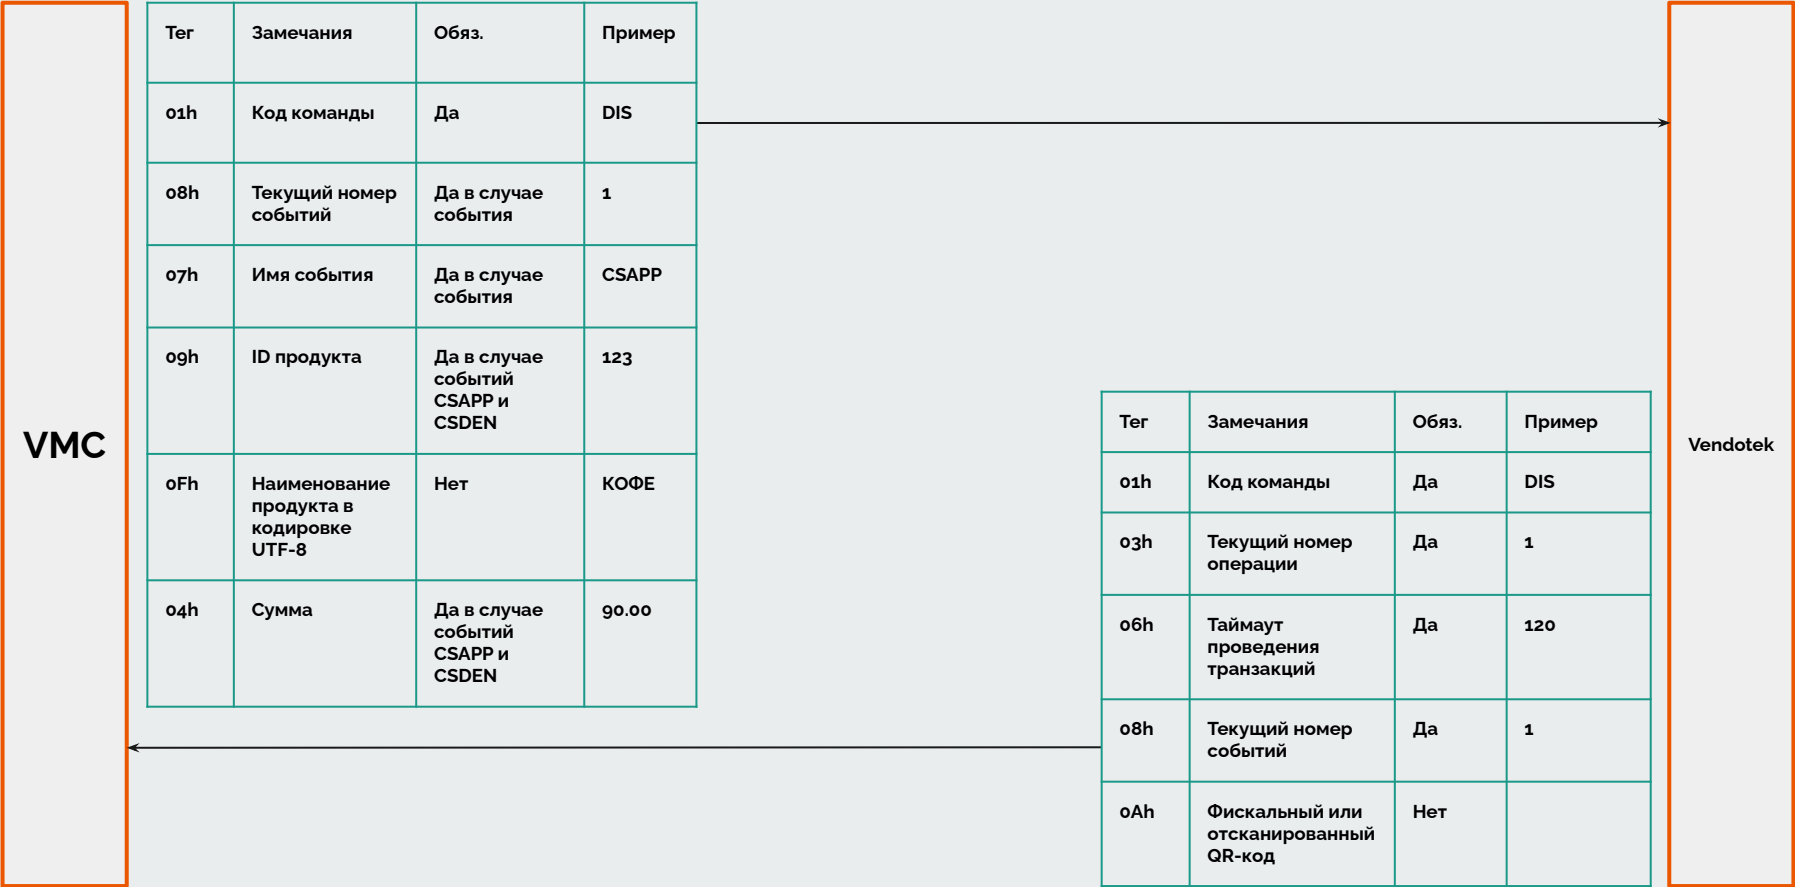 VMC
Тег Замечания Обяз. Пример
01h Код команды Да DIS
08h Текущий номер Да в случае 1
событий события
07h Имя события Да в случае CSAPP
события
09h ID продукта Да в случае 123
событий
CSAPP и
CSDEN
0Fh Наименование Нет КОФЕ
продукта в
кодировке
UTF-8
04h Сумма Да в случае 90.00
событий
CSAPP и
CSDEN
Тег Замечания Обяз. Пример
01h Код команды Да DIS
03h Текущий номер Да 1
операции
06h Таймаут Да 120
проведения
транзакций
08h Текущий номер Да 1
событий
0Ah Фискальный или Нет
отсканированный
QR-код
Vendotek